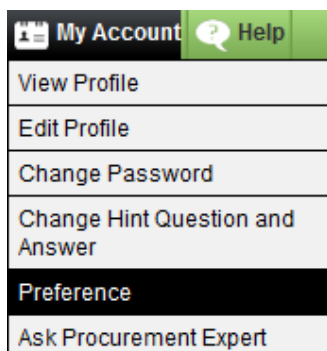 My Account ? Help
View Profile
Edit Profile
Change Password
Change Hint Question and
Answer
Preference
Ask Procurement Expert